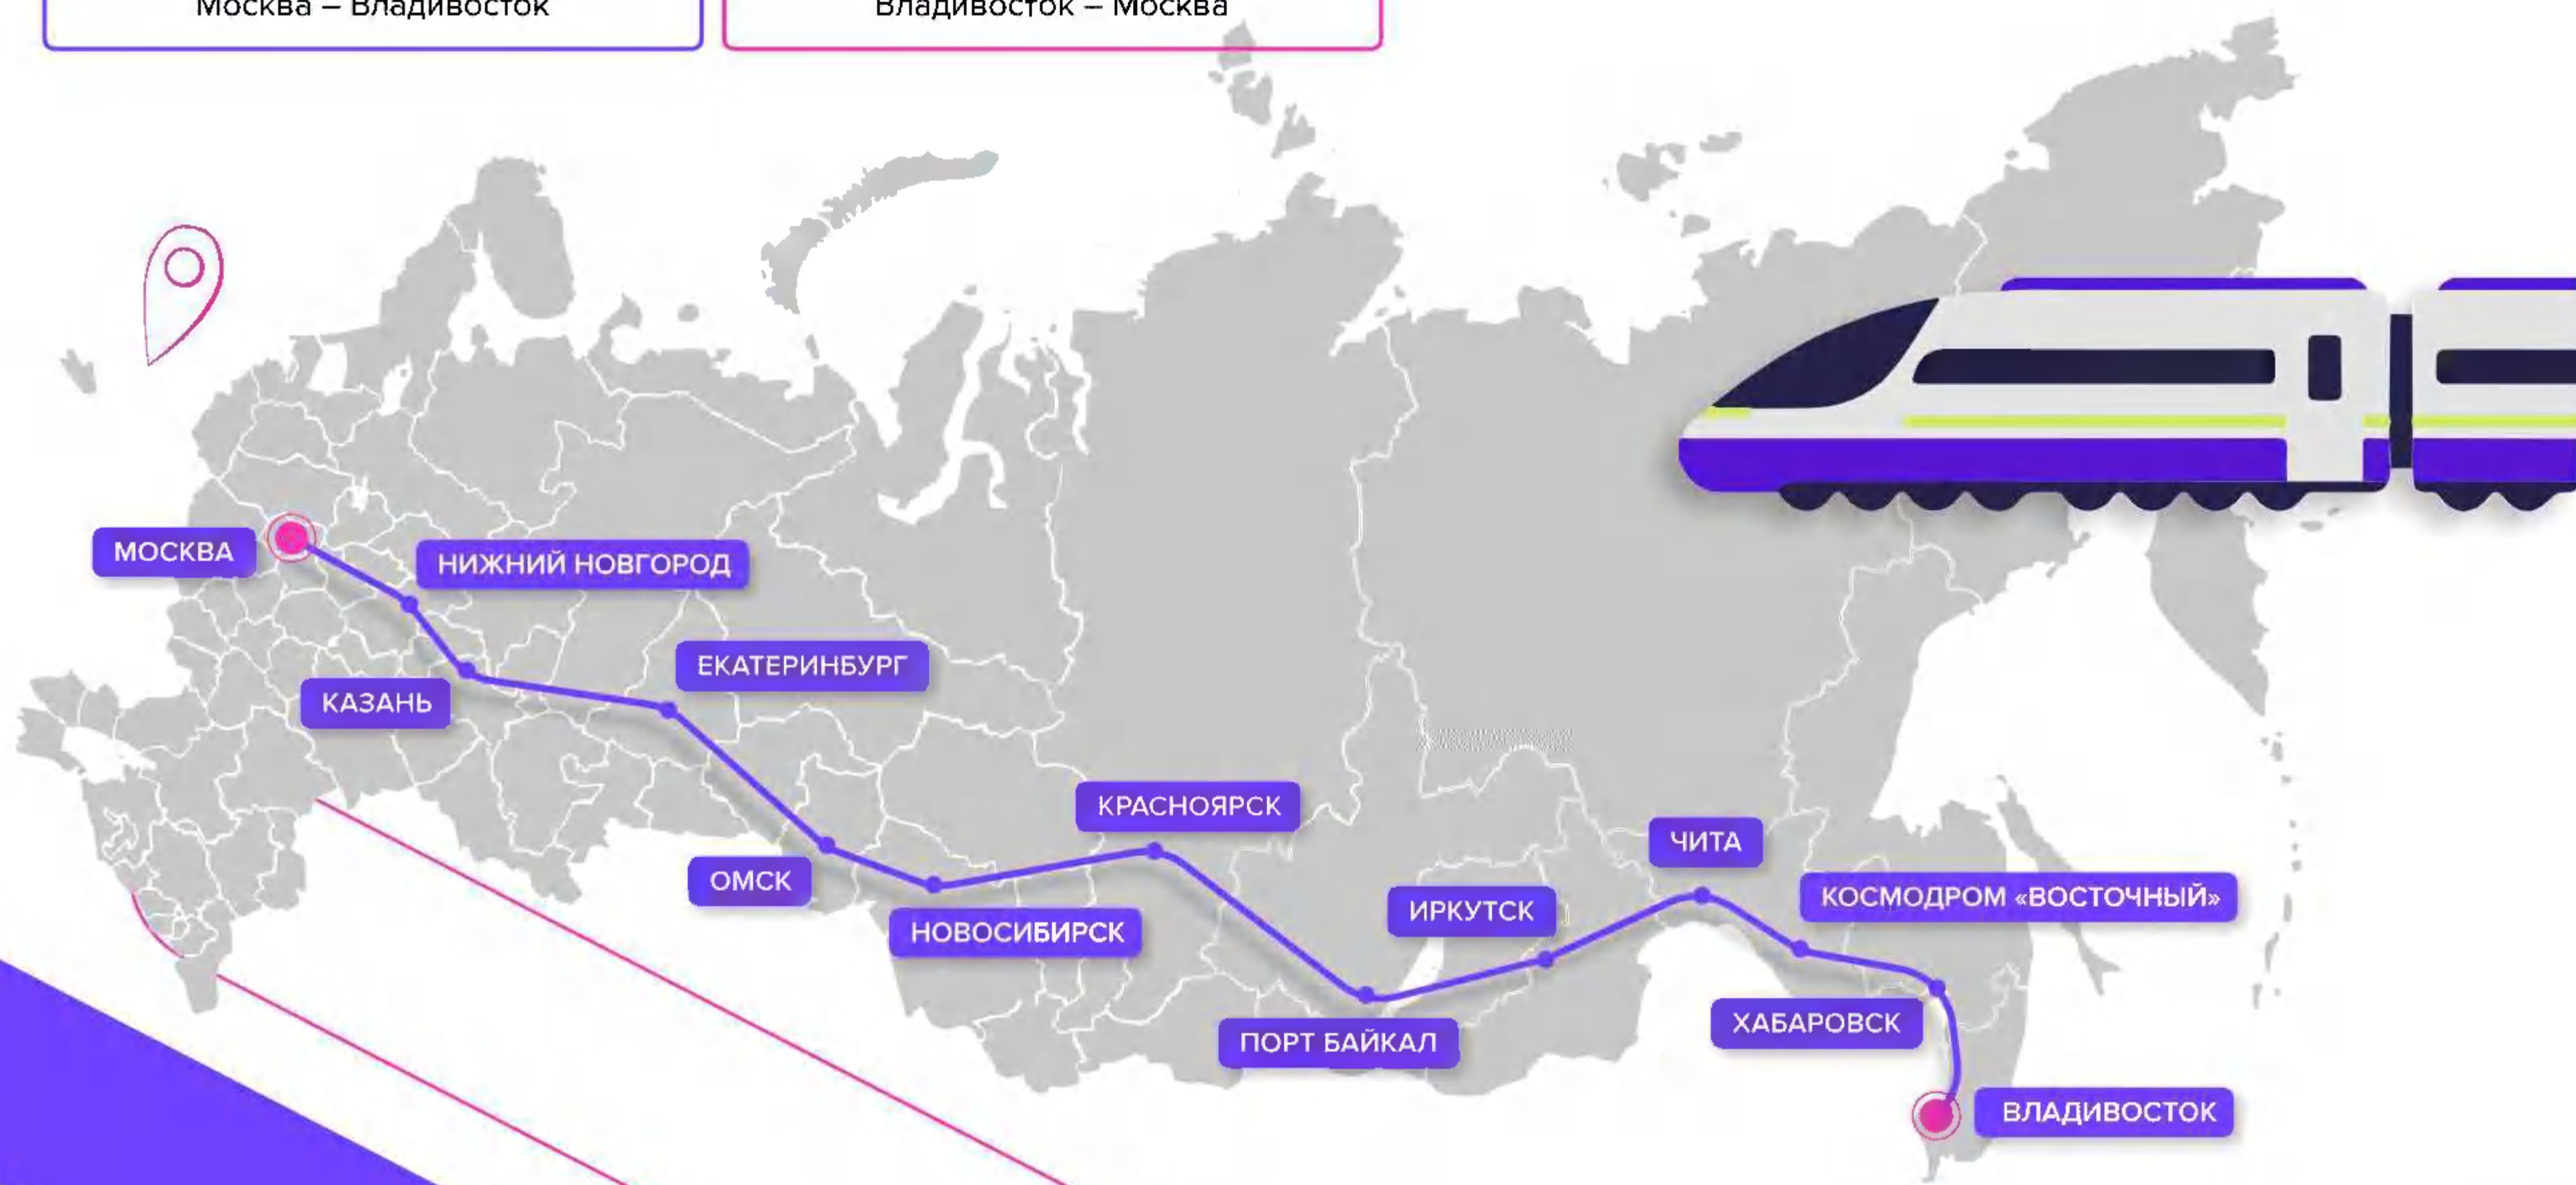 Москва – Владивосток
Владивосток – Москва
МОСКВА
НИЖНИЙ НОВГОРОД
ЕКАТЕРИНБУРГ
КАЗАНЬ
КРАСНОЯРСК
ЧИТА
ОМСК
КОСМОДРОМ «ВОСТОЧНЫЙ»
ИРКУТСК
НОВОСИБИРСК
ХАБАРОВСК
ПОРТ БАЙКАЛ
ВЛАДИВОСТОК